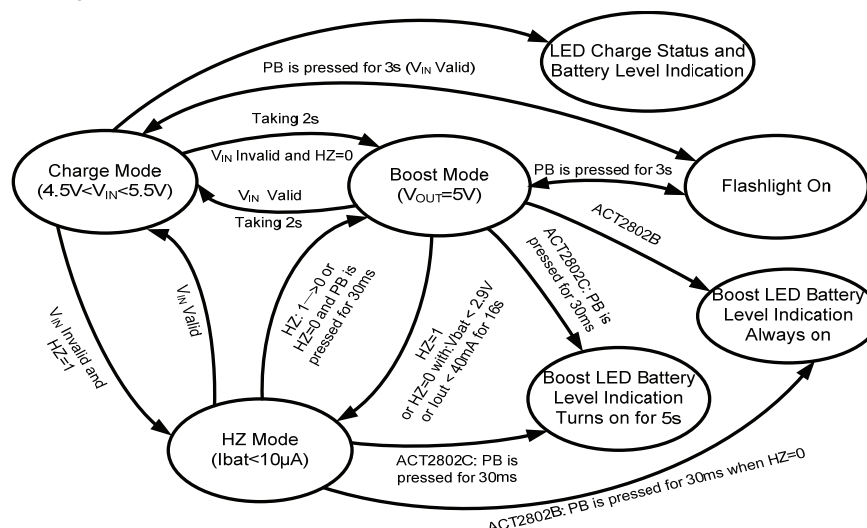 LED Charge Status and
Battery Level Indication
PB is pressed for 3s (VIN Valid)
Taking 2s
VIN Invalid and HZ=0
Charge Mode
(4.5V<VIN<5.5V)
Boost Mode
(VOUT=5V)
PB is pressed for 3s
Flashlight On
VIN Valid
Taking 2s
ACT2802B
ACT2802C: PB is
pressed for 30ms
Boost LED Battery
Level Indication
Always on
HZ: 1--->0 or
HZ=0 and PB is
pressed for 30ms
VIN Valid
VIN Invalid and
HZ=1
HZ=1
or HZ=0 with:Vbat < 2.9V
or Iout < 40mA for 16s
Boost LED Battery
Level Indication
Turns on for 5s
HZ Mode
(Ibat<10µA)
ACT2802C: PB is
pressed for 30ms
ACT2802B: PB is pressed for 30ms when HZ=0